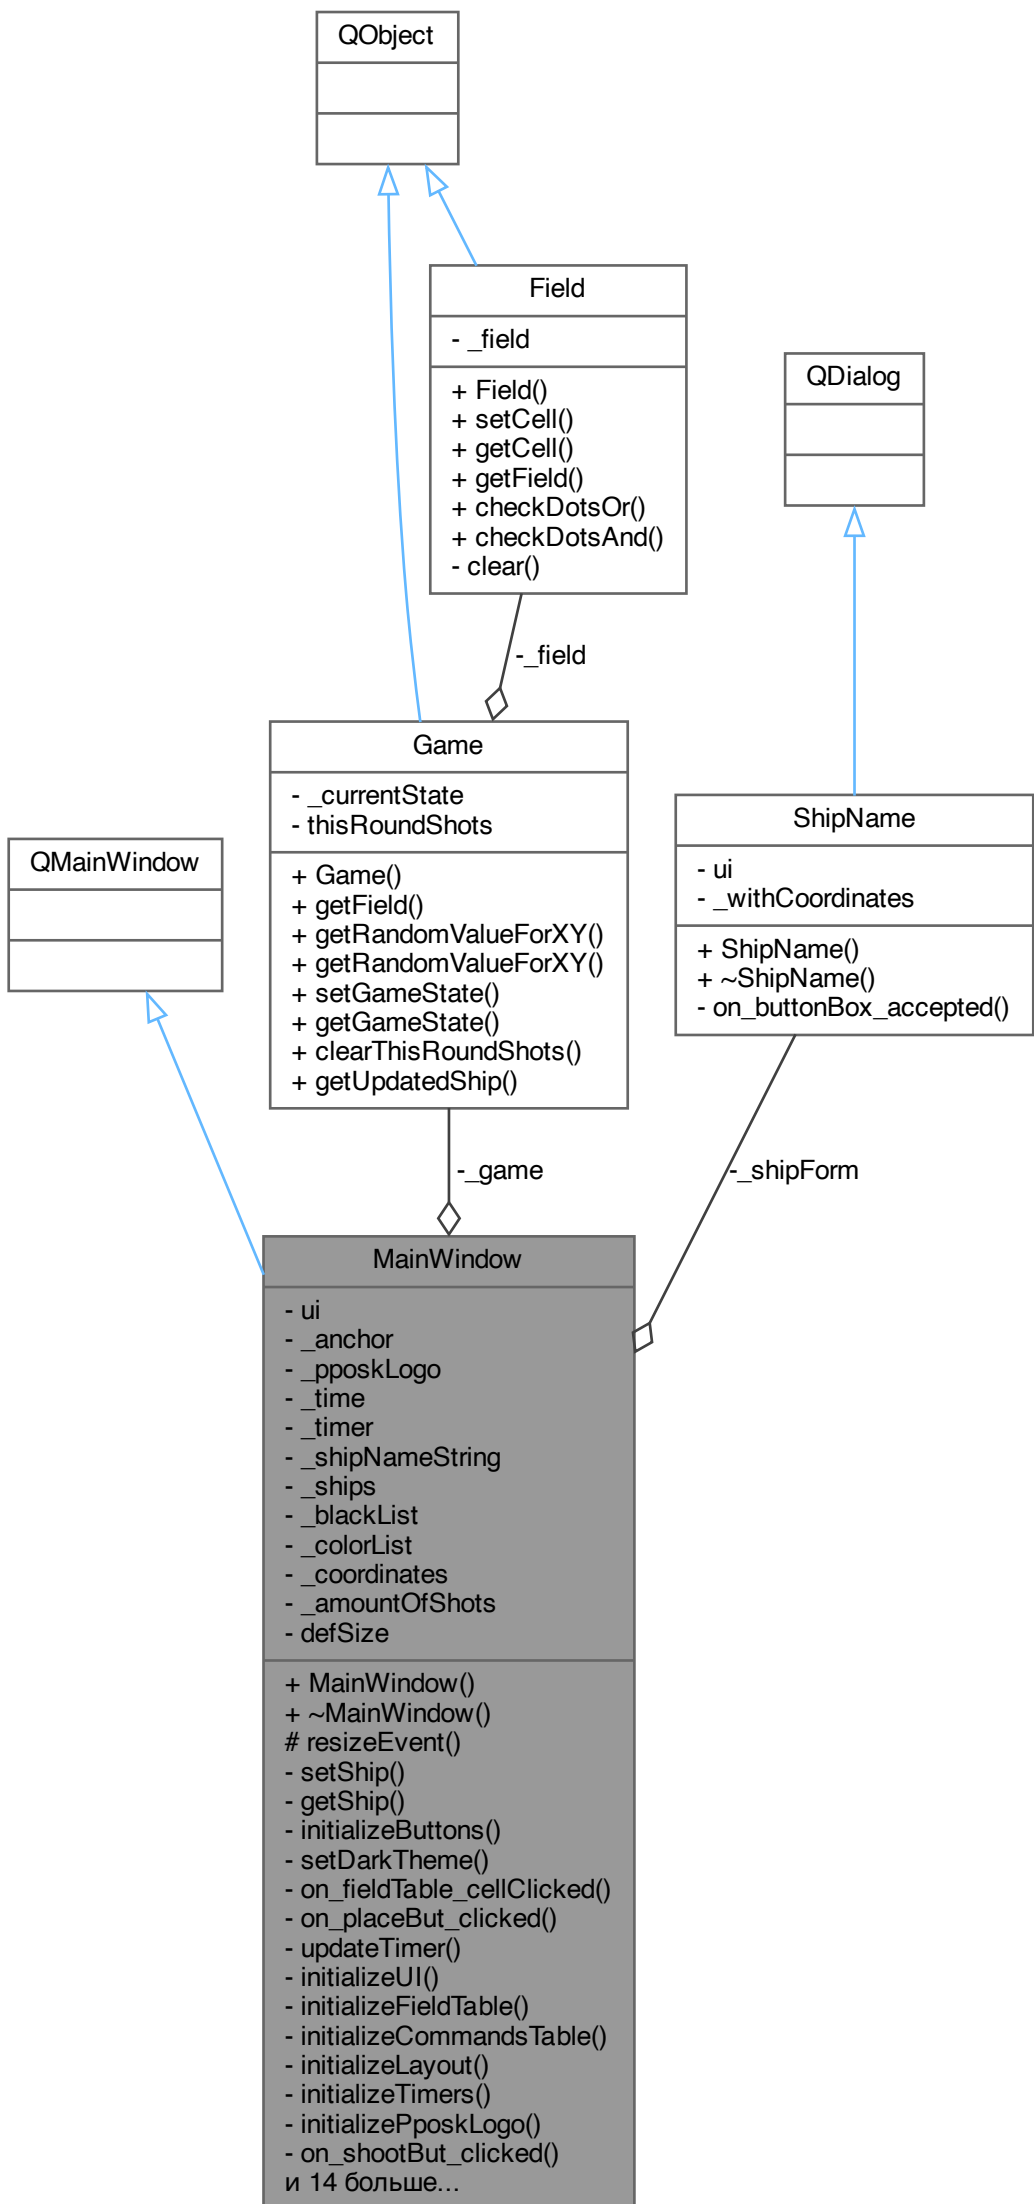 QObject
Field
- _field
+ Field()
+ setCell()
+ getCell()
+ getField()
+ checkDotsOr()
+ checkDotsAnd()
- clear()
QDialog
-_field
Game
- _currentState
- thisRoundShots
+ Game()
+ getField()
+ getRandomValueForXY()
+ getRandomValueForXY()
+ setGameState()
+ getGameState()
+ clearThisRoundShots()
+ getUpdatedShip()
ShipName
- ui
- _withCoordinates
+ ShipName()
+ ~ShipName()
- on_buttonBox_accepted()
QMainWindow
-_game
-_shipForm
MainWindow
- ui
- _anchor
- _pposkLogo
- _time
- _timer
- _shipNameString
- _ships
- _blackList
- _colorList
- _coordinates
- _amountOfShots
- defSize
+ MainWindow()
+ ~MainWindow()
# resizeEvent()
- setShip()
- getShip()
- initializeButtons()
- setDarkTheme()
- on_fieldTable_cellClicked()
- on_placeBut_clicked()
- updateTimer()
- initializeUI()
- initializeFieldTable()
- initializeCommandsTable()
- initializeLayout()
- initializeTimers()
- initializePposkLogo()
- on_shootBut_clicked()
и 14 больше...